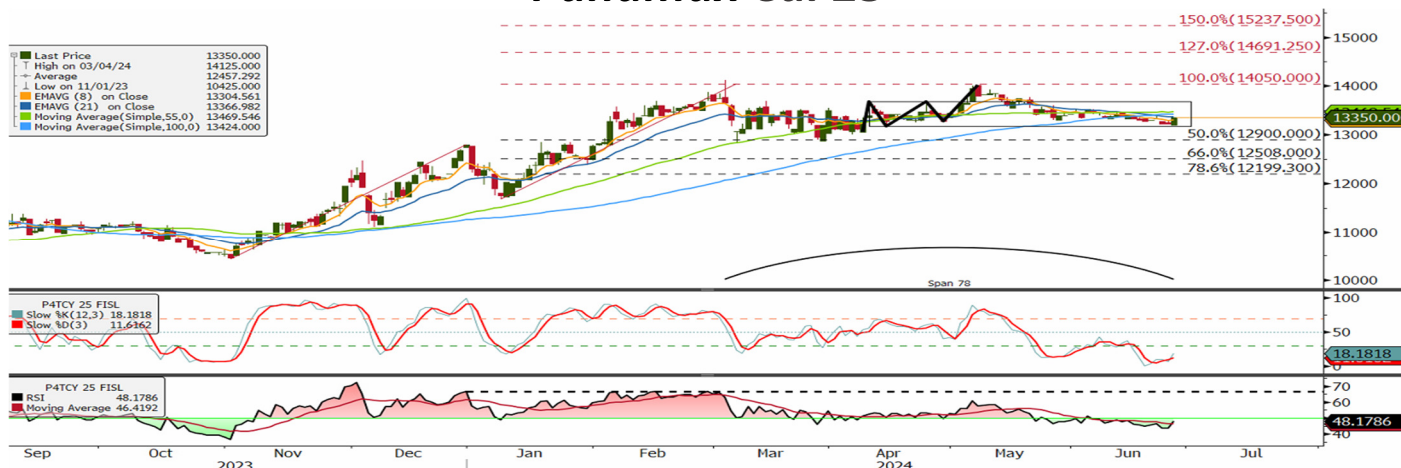 Panamax Cal 25
Last Price 13350.000
High on 03/04/24 14125.000
Average 12457.292
Low on 11/01/23 10425.000
EMAVG (8) on Close 13304.561
EMAVG (21) on Close 13366.982
Moving Average(Simple,55,0) 13469.546
Moving Average(Simple,100,0) 13424.000
150.0%(15237.500)
127.0%(14691.250)
100.0%(14050.000)
50.0%(12900.000)
66.0%(12508.000)
78.6%(12199.300)
15000
14000
13350.00
13000
12000
11000
10000
Span 78
P4TCY 25 FISL
Slow %K(12,3) 18.1818
Slow %D(3) 11.6162
100
50
18.1818
0
P4TCY 25 FISL
RSI 48.1786
Moving Average 46.4192
70
60
48.1786
40
Sep Oct Nov Dec Jan Feb Mar Apr May Jun Jul
2023 2024